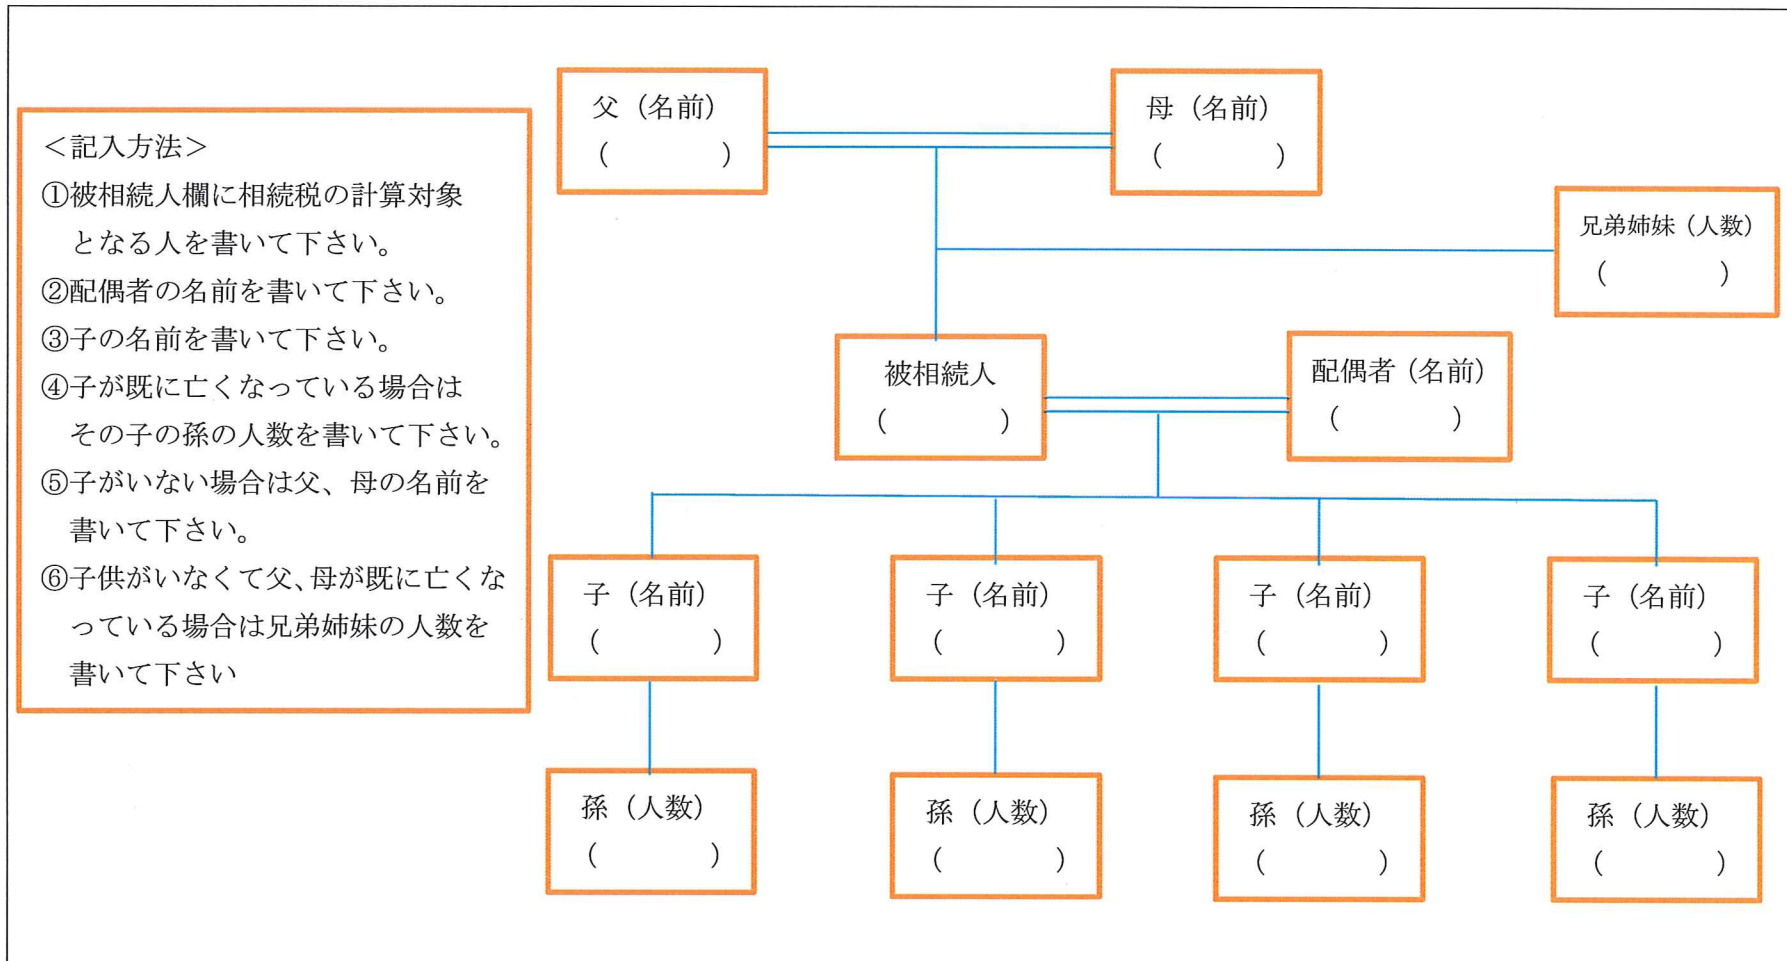 ＜記入方法＞
①被相続人欄に相続税の計算対象
となる人を書いて下さい。
②配偶者の名前を書いて下さい。
③子の名前を書いて下さい。
④子が既に亡くなっている場合は
その子の孫の人数を書いて下さい。
⑤子がいない場合は父、母の名前を
書いて下さい。
⑥子供がいなくて父、母が既に亡くな
っている場合は兄弟姉妹の人数を
書いて下さい
父（名前）
（　　　　）
母（名前）
（　　　　）
兄弟姉妹（人数）
（　　　　）
被相続人
（　　　　）
配偶者（名前）
（　　　　）
子（名前）
（　　　　）
子（名前）
（　　　　）
子（名前）
（　　　　）
子（名前）
（　　　　）
孫（人数）
（　　　　）
孫（人数）
（　　　　）
孫（人数）
（　　　　）
孫（人数）
（　　　　）